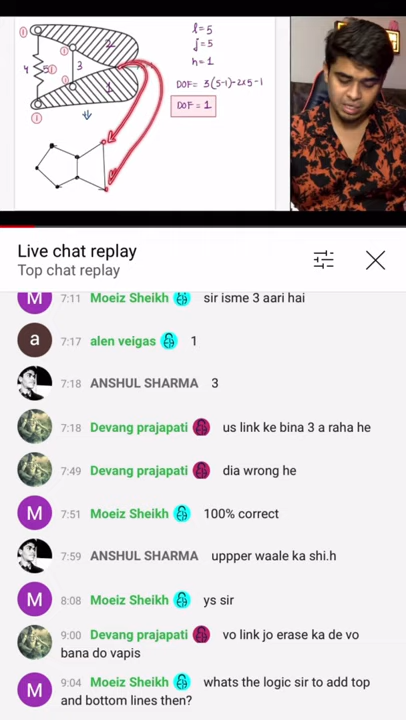 l = 5
j = 5
h = 1
DOF = 3(5-1)-2x5-1
DOF = 1
1
2
1
4
5
1
3
1
1
1
Live chat replay
Top chat replay
M 7:11 Moeiz Sheikh sir isme 3 aari hai
a 7:17 alen veigas 1
7:18 ANSHUL SHARMA 3
7:18 Devang prajapati us link ke bina 3 a raha he
7:49 Devang prajapati dia wrong he
M 7:51 Moeiz Sheikh 100% correct
7:59 ANSHUL SHARMA uppper waale ka shi.h
M 8:08 Moeiz Sheikh ys sir
9:00 Devang prajapati vo link jo erase ka de vo
bana do vapis
M 9:04 Moeiz Sheikh whats the logic sir to add top
and bottom lines then?